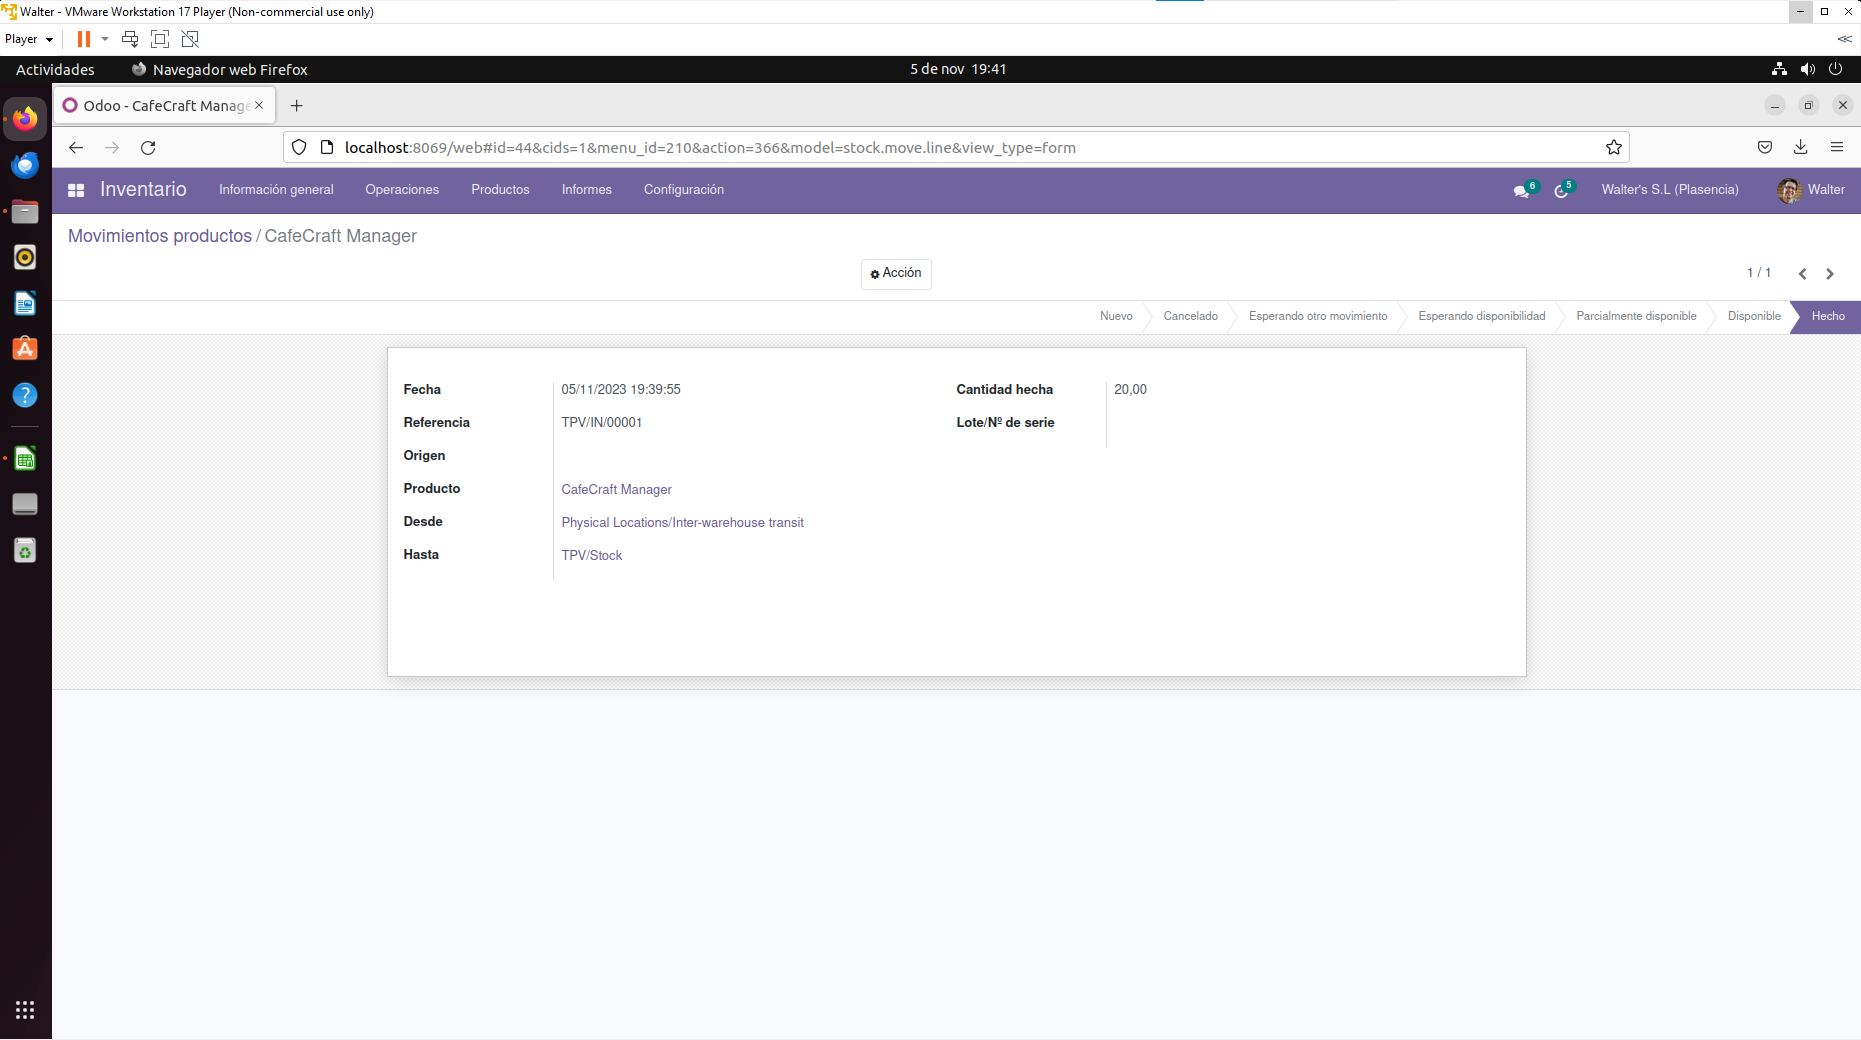 Walter - VMware Workstation 17 Player (Non-commercial use only)
Player
Actividades
Navegador web Firefox
5 de nov 19:41
Odoo - CafeCraft Manage
localhost:8069/web#id=44&cids=1&menu_id=210&action=366&model=stock.move.line&view_type=form
Inventario
Información general
Operaciones
Productos
Informes
Configuración
6
5
Walter's S.L (Plasencia)
Walter
Movimientos productos / CafeCraft Manager
Acción
1 / 1
Nuevo
Cancelado
Esperando otro movimiento
Esperando disponibilidad
Parcialmente disponible
Disponible
Hecho
Fecha
05/11/2023 19:39:55
Cantidad hecha
20,00
Referencia
TPV/IN/00001
Lote/Nº de serie
Origen
Producto
CafeCraft Manager
Desde
Physical Locations/Inter-warehouse transit
Hasta
TPV/Stock